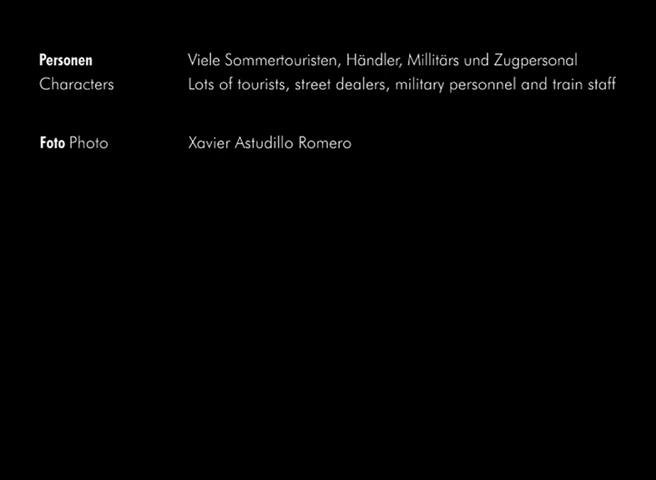 Personen Viele Sommertouristen, Händler, Millitärs und Zugpersonal
Characters Lots of tourists, street dealers, military personnel and train staff
Foto Photo Xavier Astudillo Romero